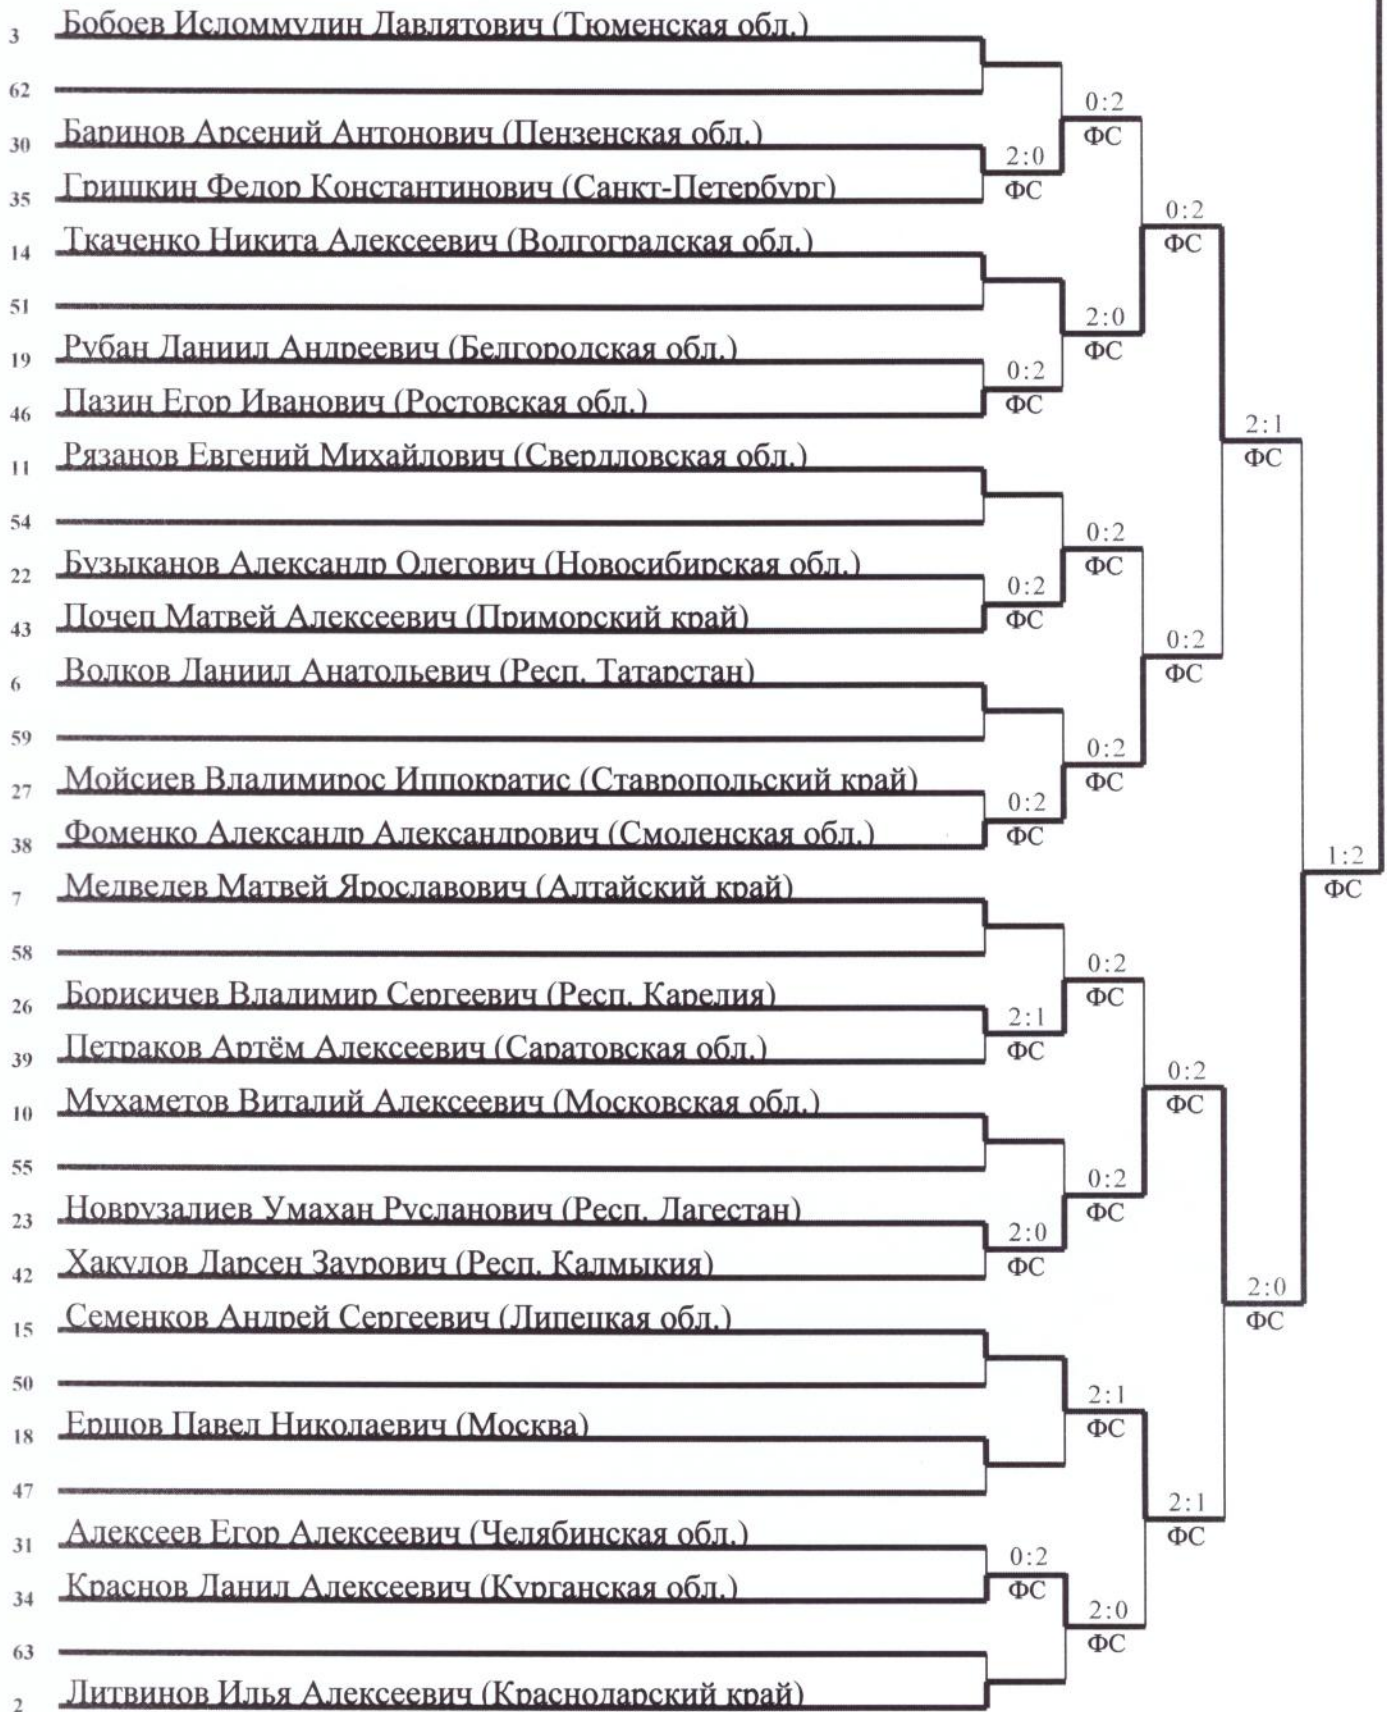 3 Бобоев Исломмудин Давлятович (Тюменская обл.)
62
0:2
ФС
30 Баринов Арсений Антонович (Пензенская обл.)
2:0
ФС
35 Гришкин Федор Константинович (Санкт-Петербург)
0:2
ФС
14 Ткаченко Никита Алексеевич (Волгоградская обл.)
51
2:0
ФС
19 Рубан Даниил Андреевич (Белгородская обл.)
0:2
ФС
46 Пазин Егор Иванович (Ростовская обл.)
2:1
ФС
11 Рязанов Евгений Михайлович (Свердловская обл.)
54
0:2
ФС
22 Бузыканов Александр Олегович (Новосибирская обл.)
0:2
ФС
43 Почеп Матвей Алексеевич (Приморский край)
0:2
ФС
6 Волков Даниил Анатольевич (Респ. Татарстан)
59
0:2
ФС
27 Мойсиев Владимирос Иппократис (Ставропольский край)
0:2
ФС
38 Фоменко Александр Александрович (Смоленская обл.)
1:2
ФС
7 Медведев Матвей Ярославович (Алтайский край)
58
0:2
ФС
26 Борисичев Владимир Сергеевич (Респ. Карелия)
2:1
ФС
39 Петраков Артём Алексеевич (Саратовская обл.)
0:2
ФС
10 Мухаметов Виталий Алексеевич (Московская обл.)
55
0:2
ФС
23 Новрузалиев Умахан Русланович (Респ. Дагестан)
2:0
ФС
42 Хакулов Дарсен Заурович (Респ. Калмыкия)
2:0
ФС
15 Семенков Андрей Сергеевич (Липецкая обл.)
50
2:1
ФС
18 Ершов Павел Николаевич (Москва)
47
2:1
ФС
31 Алексеев Егор Алексеевич (Челябинская обл.)
0:2
ФС
34 Краснов Данил Алексеевич (Курганская обл.)
2:0
ФС
63
2 Литвинов Илья Алексеевич (Краснодарский край)